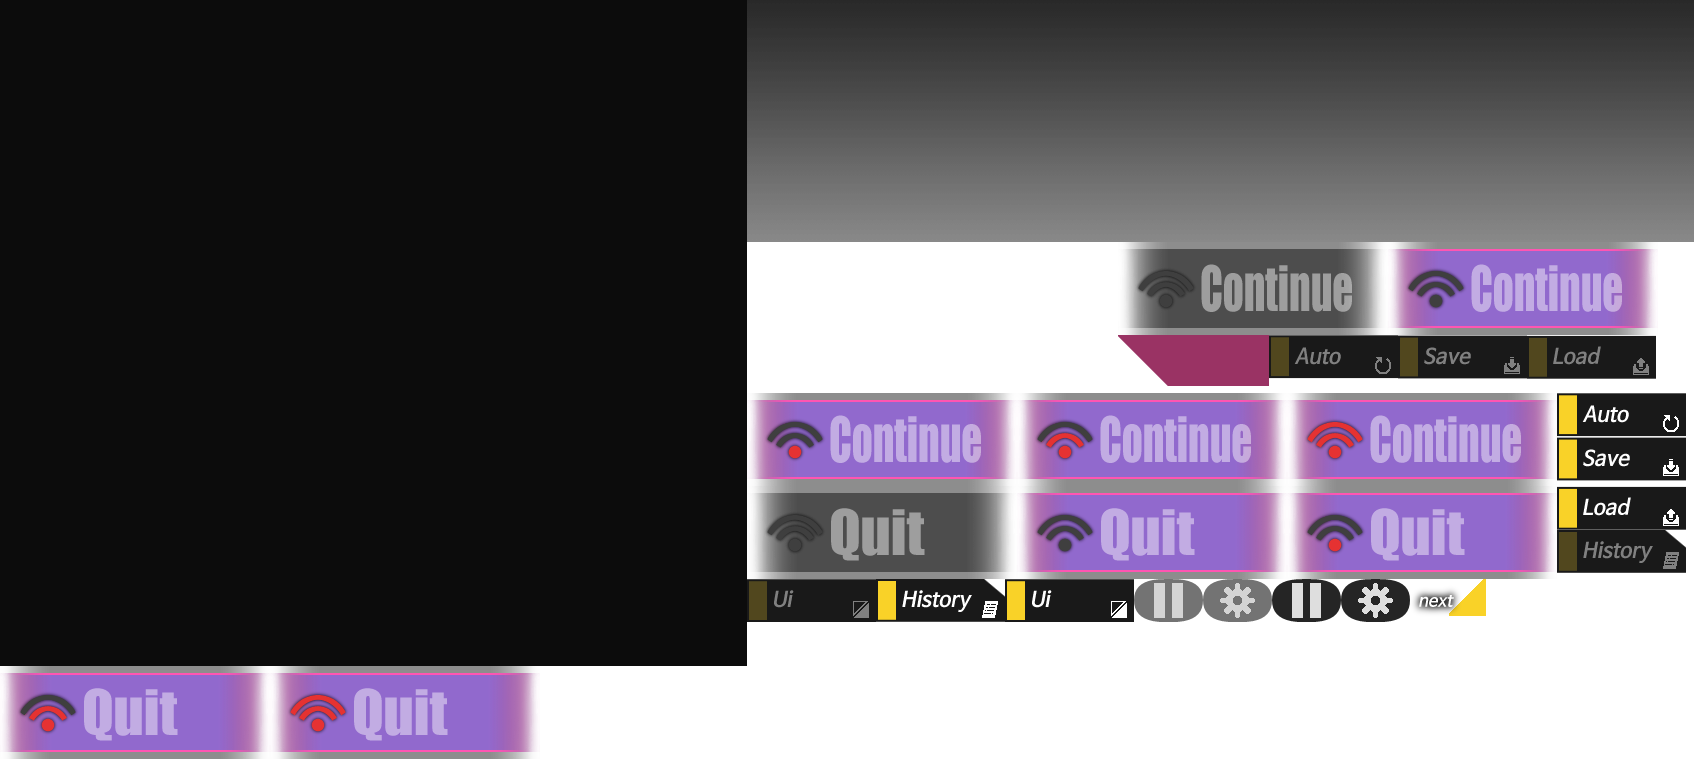 Continue Continue
Auto Save Load
Continue Continue Continue Auto
Save
Quit Quit Quit Load
History
Ui History Ui next
Quit Quit